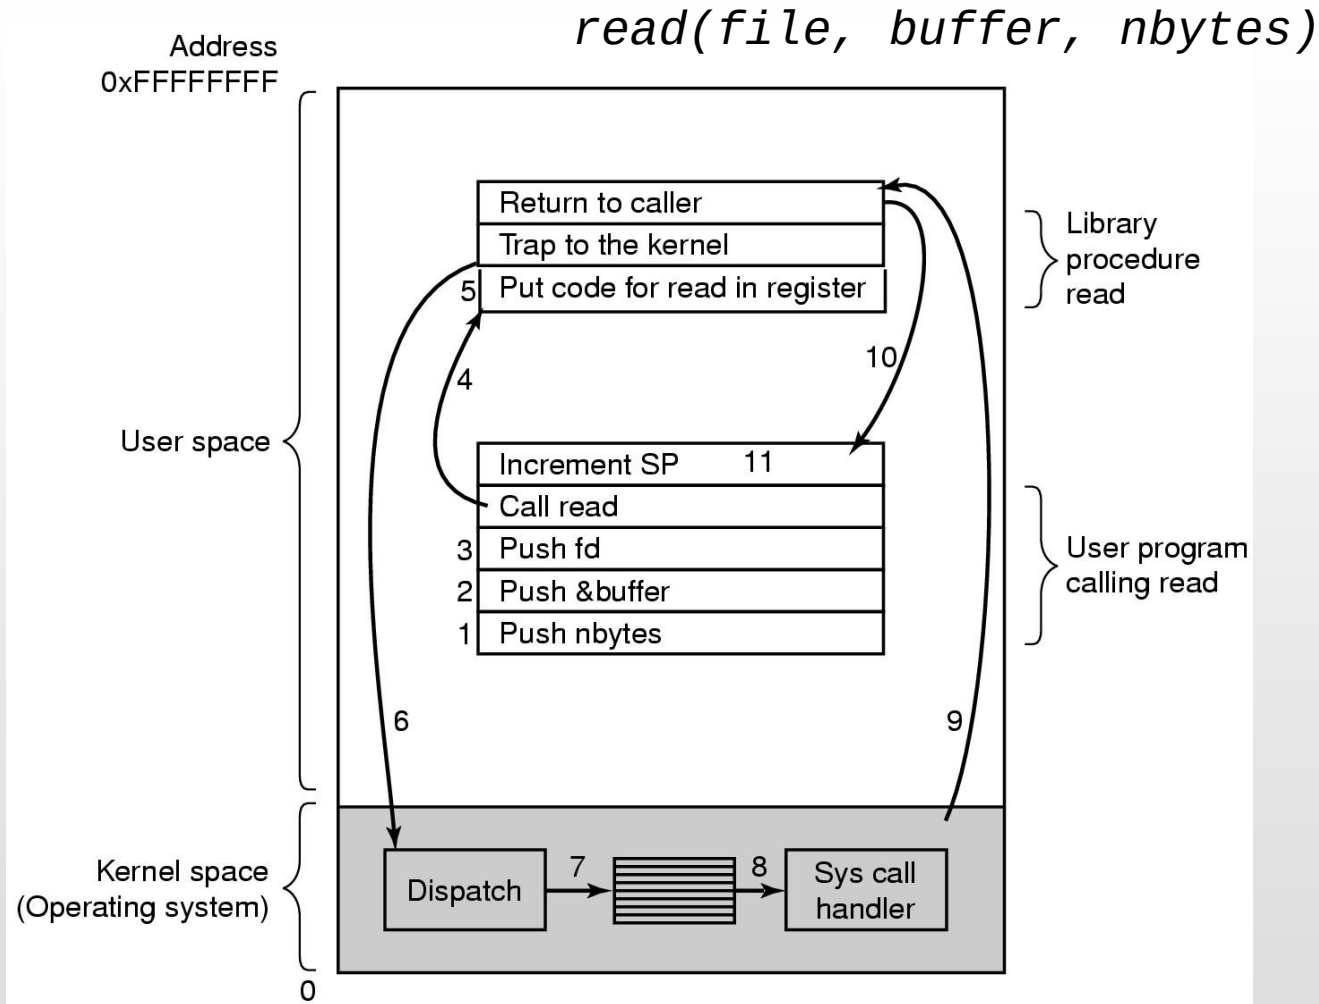 read(file, buffer, nbytes)
Address
0xFFFFFFFF
Return to caller
Trap to the kernel
5 Put code for read in register
Library
procedure
read
10
4
User space
Increment SP 11
Call read
3 Push fd
2 Push &buffer
1 Push nbytes
User program
calling read
6
9
Kernel space
(Operating system)
Dispatch
7
8
Sys call
handler
0